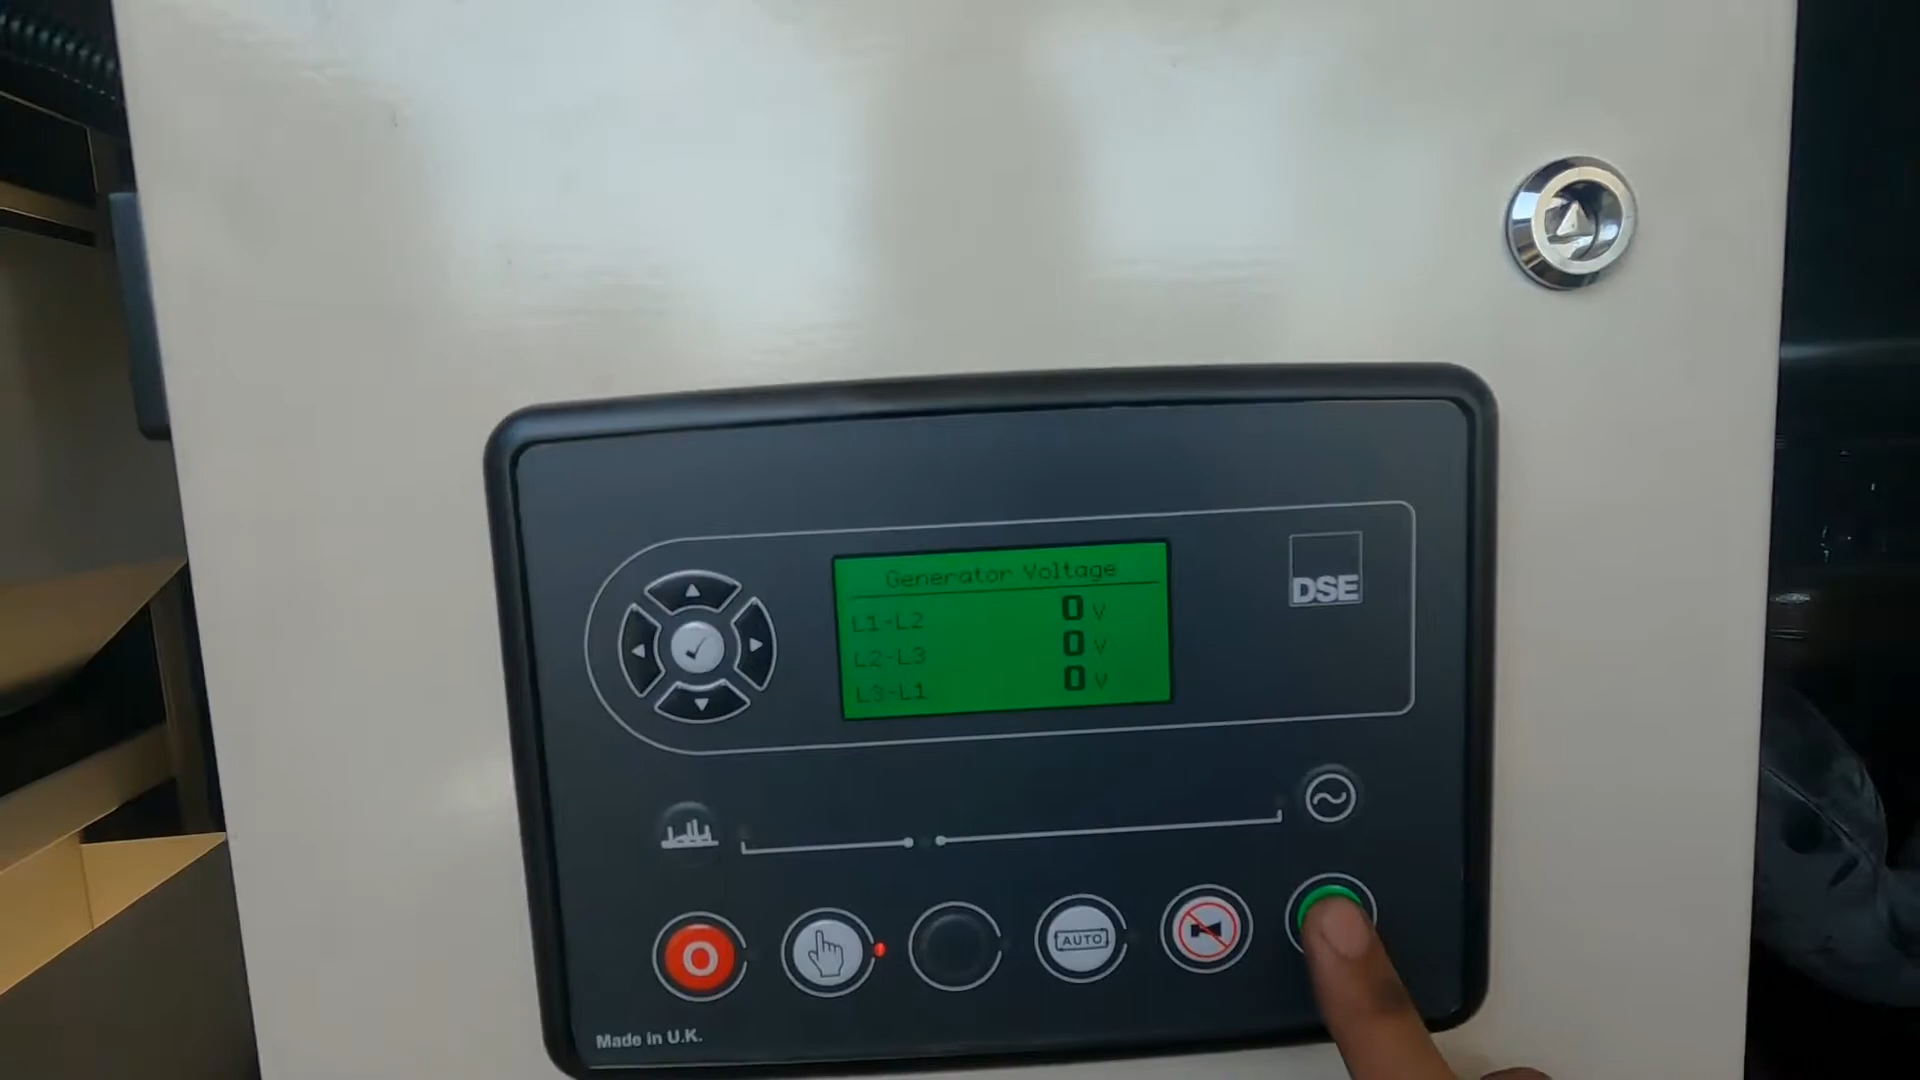 Generator Voltage
L1-L2 0 V
L2-L3 0 V
L3-L1 0 V
DSE
AUTO
Made in U.K.